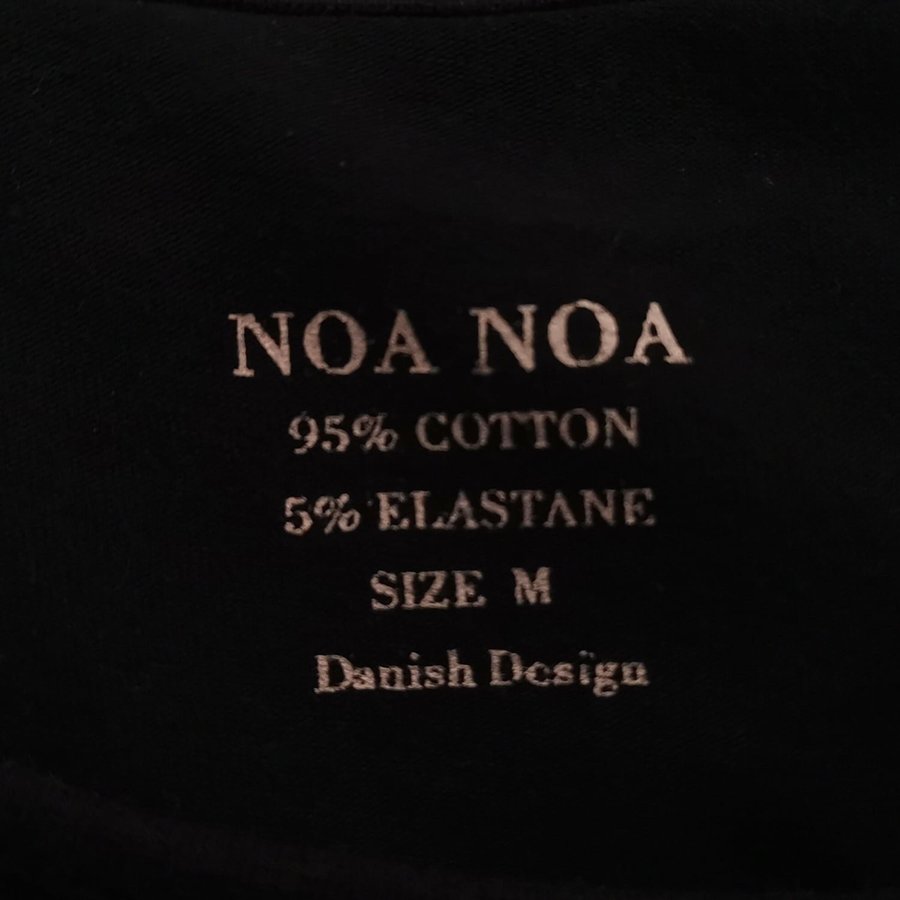 NOA NOA
95% COTTON
5% ELASTANE
SIZE M
Danish Design